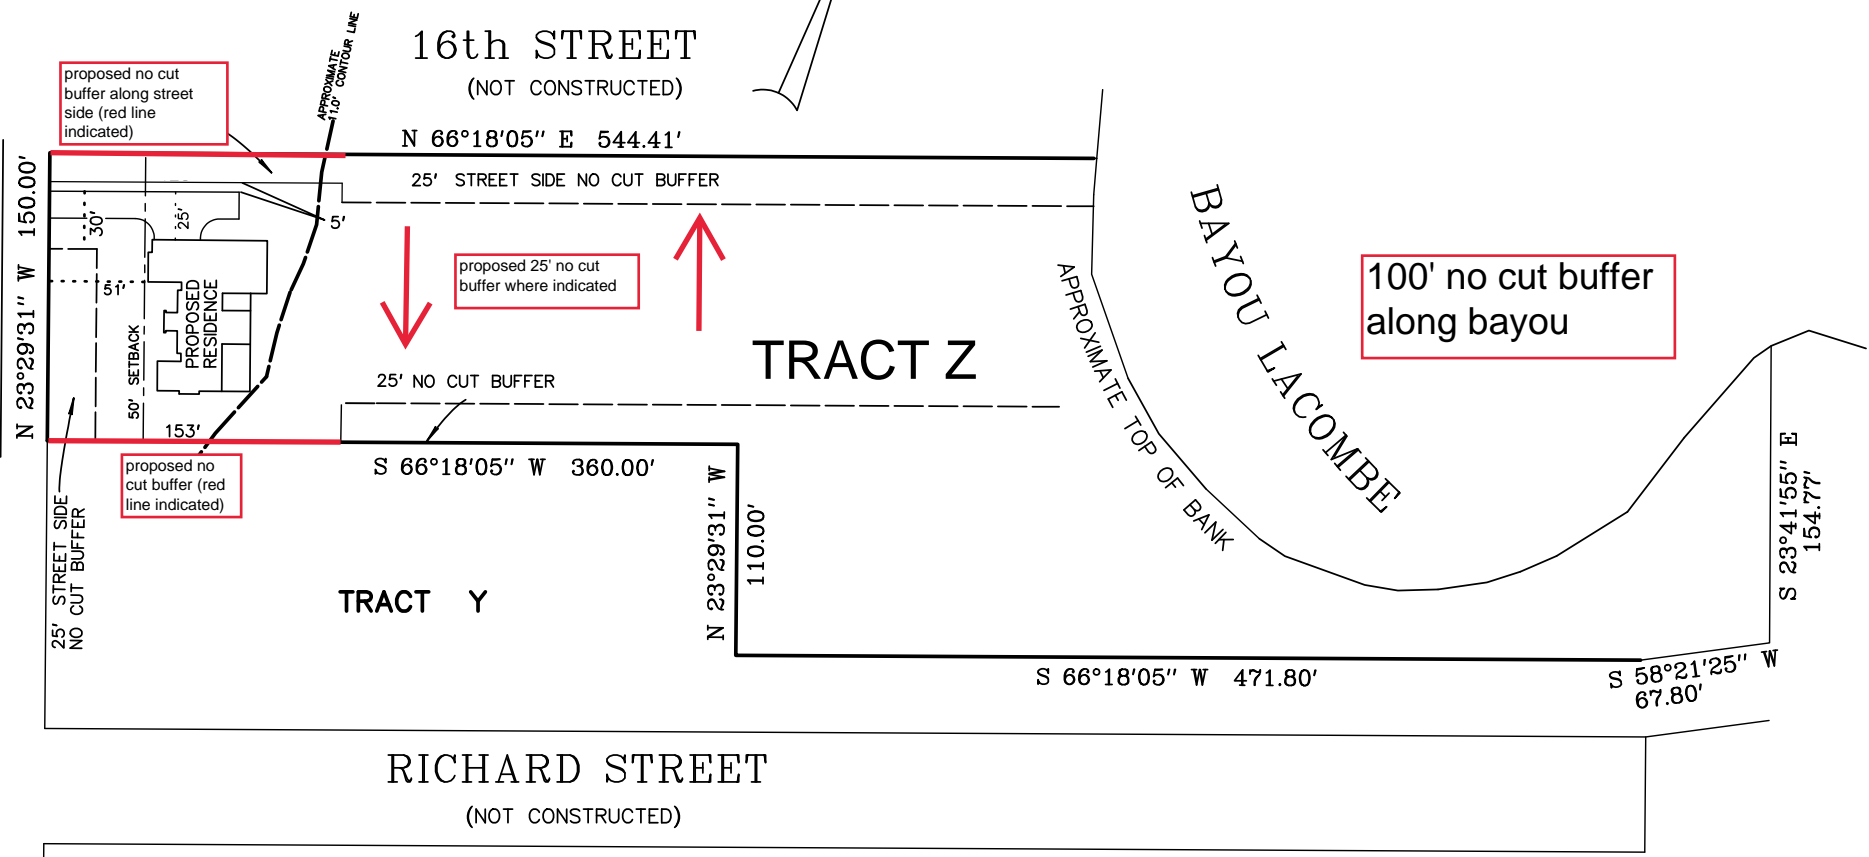 16th STREET
(NOT CONSTRUCTED)
APPROXIMATE
11.0' CONTOUR LINE
proposed no cut
buffer along street
side (red line
indicated)
N 66°18'05" E 544.41'
25' STREET SIDE NO CUT BUFFER
N 23°29'31" W 150.00'
30'
25'
5'
51'
50' SETBACK
PROPOSED
RESIDENCE
153'
proposed 25' no cut
buffer where indicated
TRACT Z
25' NO CUT BUFFER
S 66°18'05" W 360.00'
proposed no
cut buffer (red
line indicated)
25' STREET SIDE
NO CUT BUFFER
TRACT Y
N 23°29'31" W
110.00'
APPROXIMATE TOP OF BANK
BAYOU LACOMBE
100' no cut buffer
along bayou
S 23°41'55" E
154.77'
S 66°18'05" W 471.80'
S 58°21'25" W
67.80'
RICHARD STREET
(NOT CONSTRUCTED)